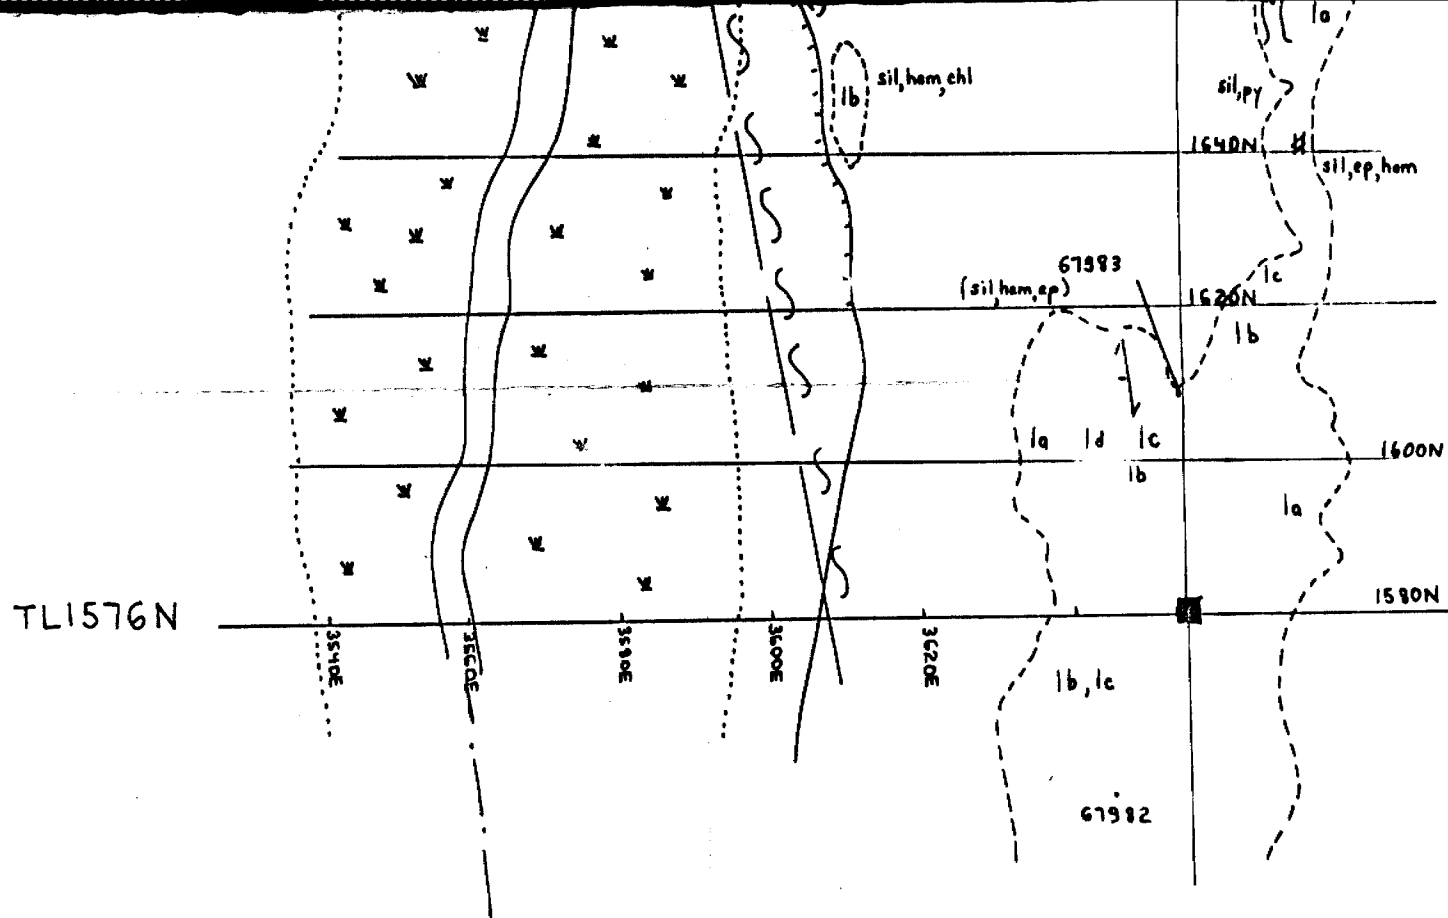 1a
sil,hem,chl
1b
sil,py
1640N
sil,ep,hem
67983
1c
(sil,hem,ep)
1620N
1b
1a 1d 1c
1600N
1b
1a
1580N
TL1576N
3540E
3560E
3580E
3600E
3620E
1b,1c
67982